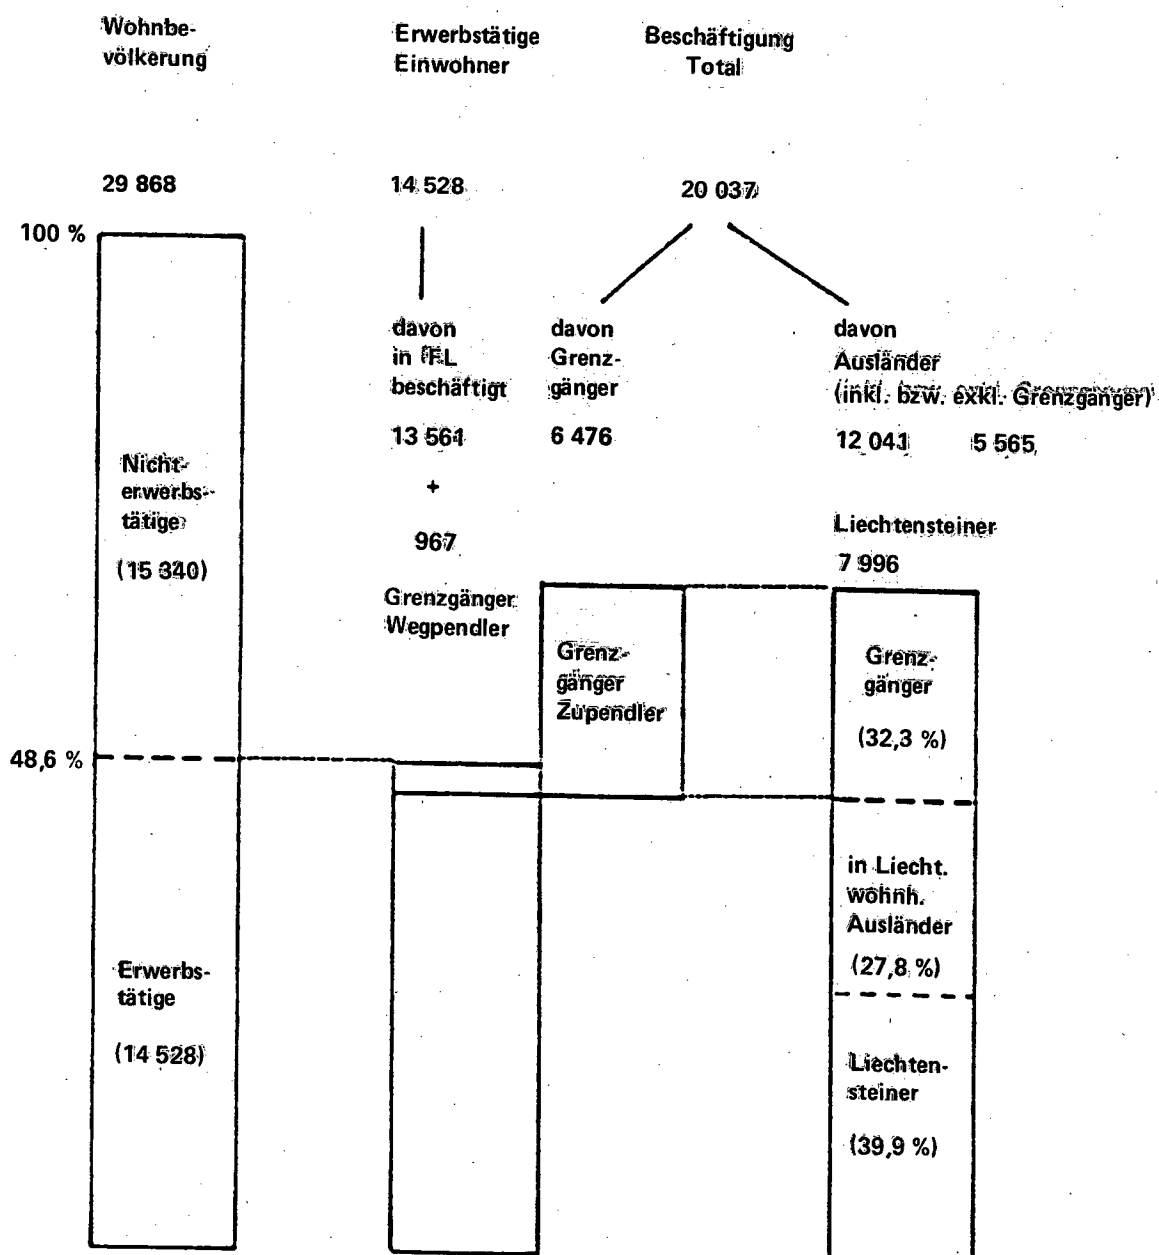 Wohnbe-
völkerung
Erwerbstätige
Einwohner
Beschäftigung
Total
29 868
14 528
20 037
100 %
davon
in FL
beschäftigt
13 561
+
967
Grenzgänger
Wegpendler
davon
Grenz-
gänger
6 476
davon
Ausländer
(inkl. bzw. exkl. Grenzgänger)
12 041 5 565
Liechtensteiner
7 996
Nicht-
erwerbs-
tätige
(15 340)
48,6 %
Erwerbs-
tätige
(14 528)
Grenz-
gänger
Zupendler
Grenz-
gänger
(32,3 %)
in Liecht.
wohnh.
Ausländer
(27,8 %)
Liechten-
steiner
(39,9 %)